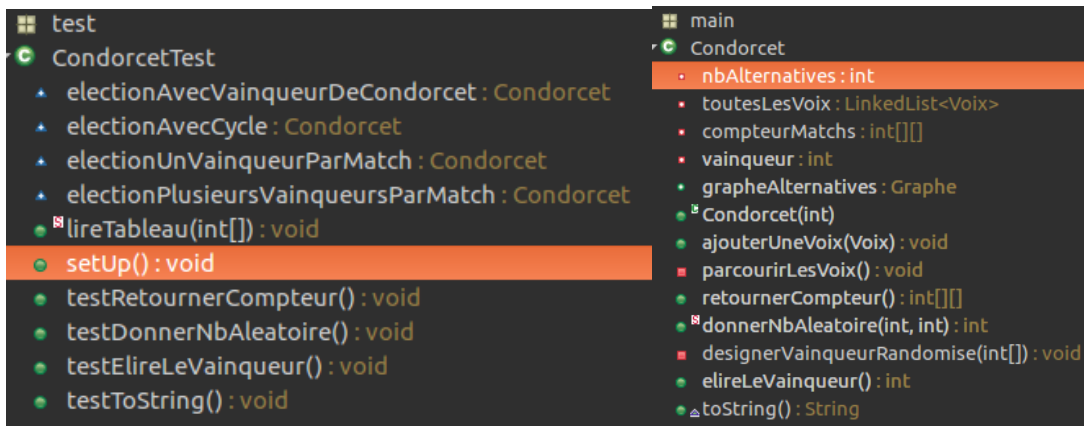 test
CondorcetTest
electionAvecVainqueurDeCondorcet : Condorcet
electionAvecCycle : Condorcet
electionUnVainqueurParMatch : Condorcet
electionPlusieursVainqueursParMatch : Condorcet
lireTableau(int[]) : void
setUp() : void
testRetournerCompteur() : void
testDonnerNbAleatoire() : void
testElireLeVainqueur() : void
testToString() : void
main
Condorcet
nbAlternatives : int
toutesLesVoix : LinkedList<Voix>
compteurMatchs : int[][]
vainqueur : int
grapheAlternatives : Graphe
Condorcet(int)
ajouterUneVoix(Voix) : void
parcourirLesVoix() : void
retournerCompteur() : int[][]
donnerNbAleatoire(int, int) : int
designerVainqueurRandomise(int[]) : void
elireLeVainqueur() : int
toString() : String